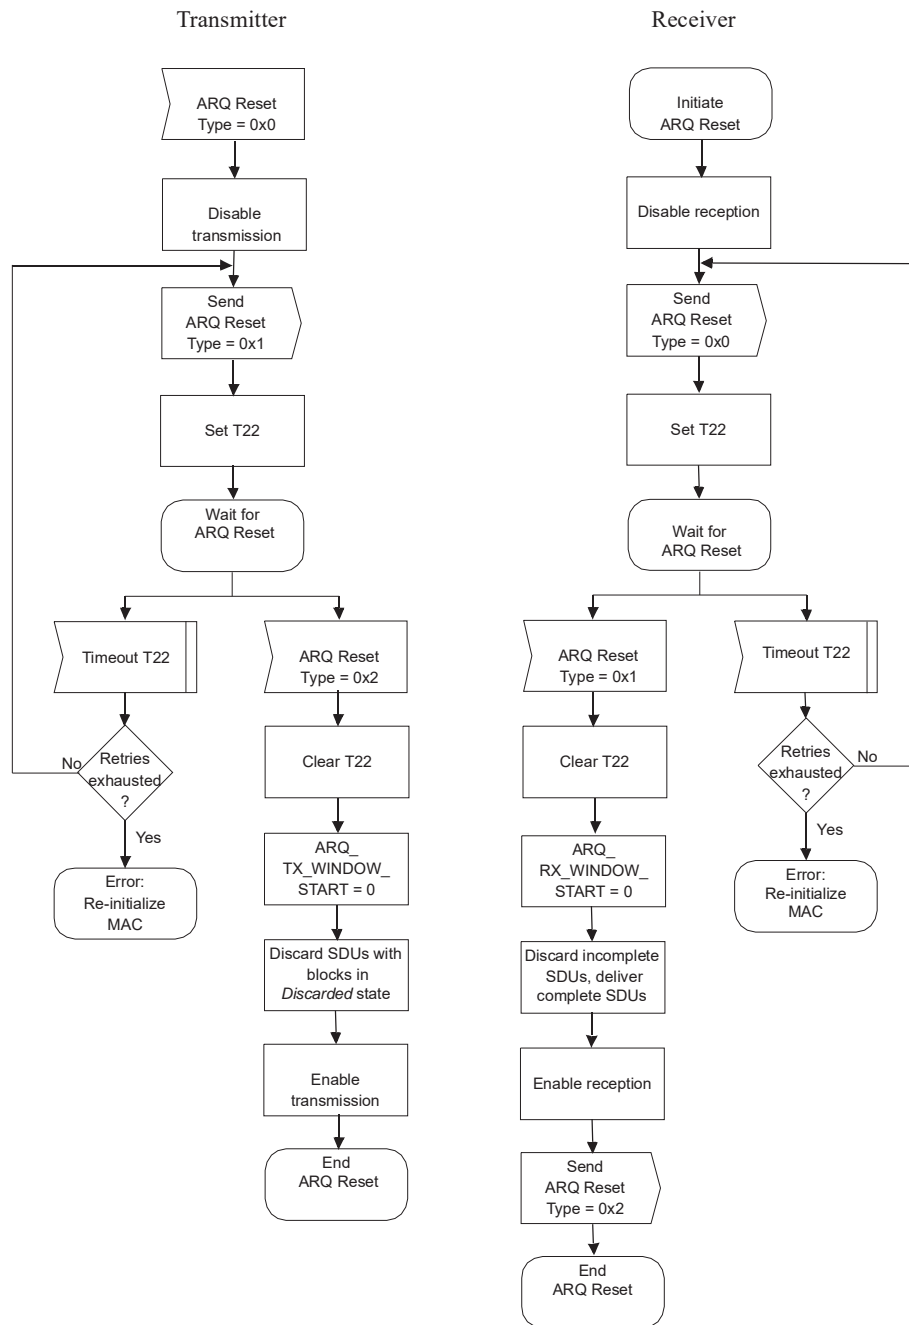 Transmitter
ARQ Reset
Type = 0x0
Disable
transmission
Send
ARQ Reset
Type = 0x1
Set T22
Wait for
ARQ Reset
Timeout T22
Retries
exhausted
?
No
Yes
Error:
Re-initialize
MAC
ARQ Reset
Type = 0x2
Clear T22
ARQ_
TX_WINDOW_
START = 0
Discard SDUs with
blocks in
Discarded state
Enable
transmission
End
ARQ Reset
Receiver
Initiate
ARQ Reset
Disable reception
Send
ARQ Reset
Type = 0x0
Set T22
Wait for
ARQ Reset
ARQ Reset
Type = 0x1
Clear T22
ARQ_
RX_WINDOW_
START = 0
Discard incomplete
SDUs, deliver
complete SDUs
Enable reception
Send
ARQ Reset
Type = 0x2
End
ARQ Reset
Timeout T22
Retries
exhausted
?
No
Yes
Error:
Re-initialize
MAC